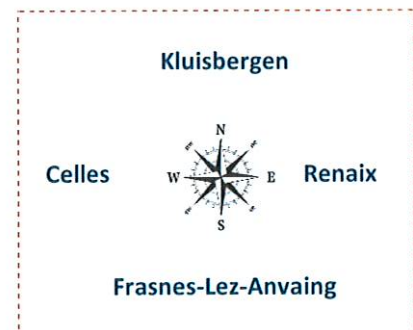 Kluisbergen
N
Celles W E Renaix
S
Frasnes-Lez-Anvaing